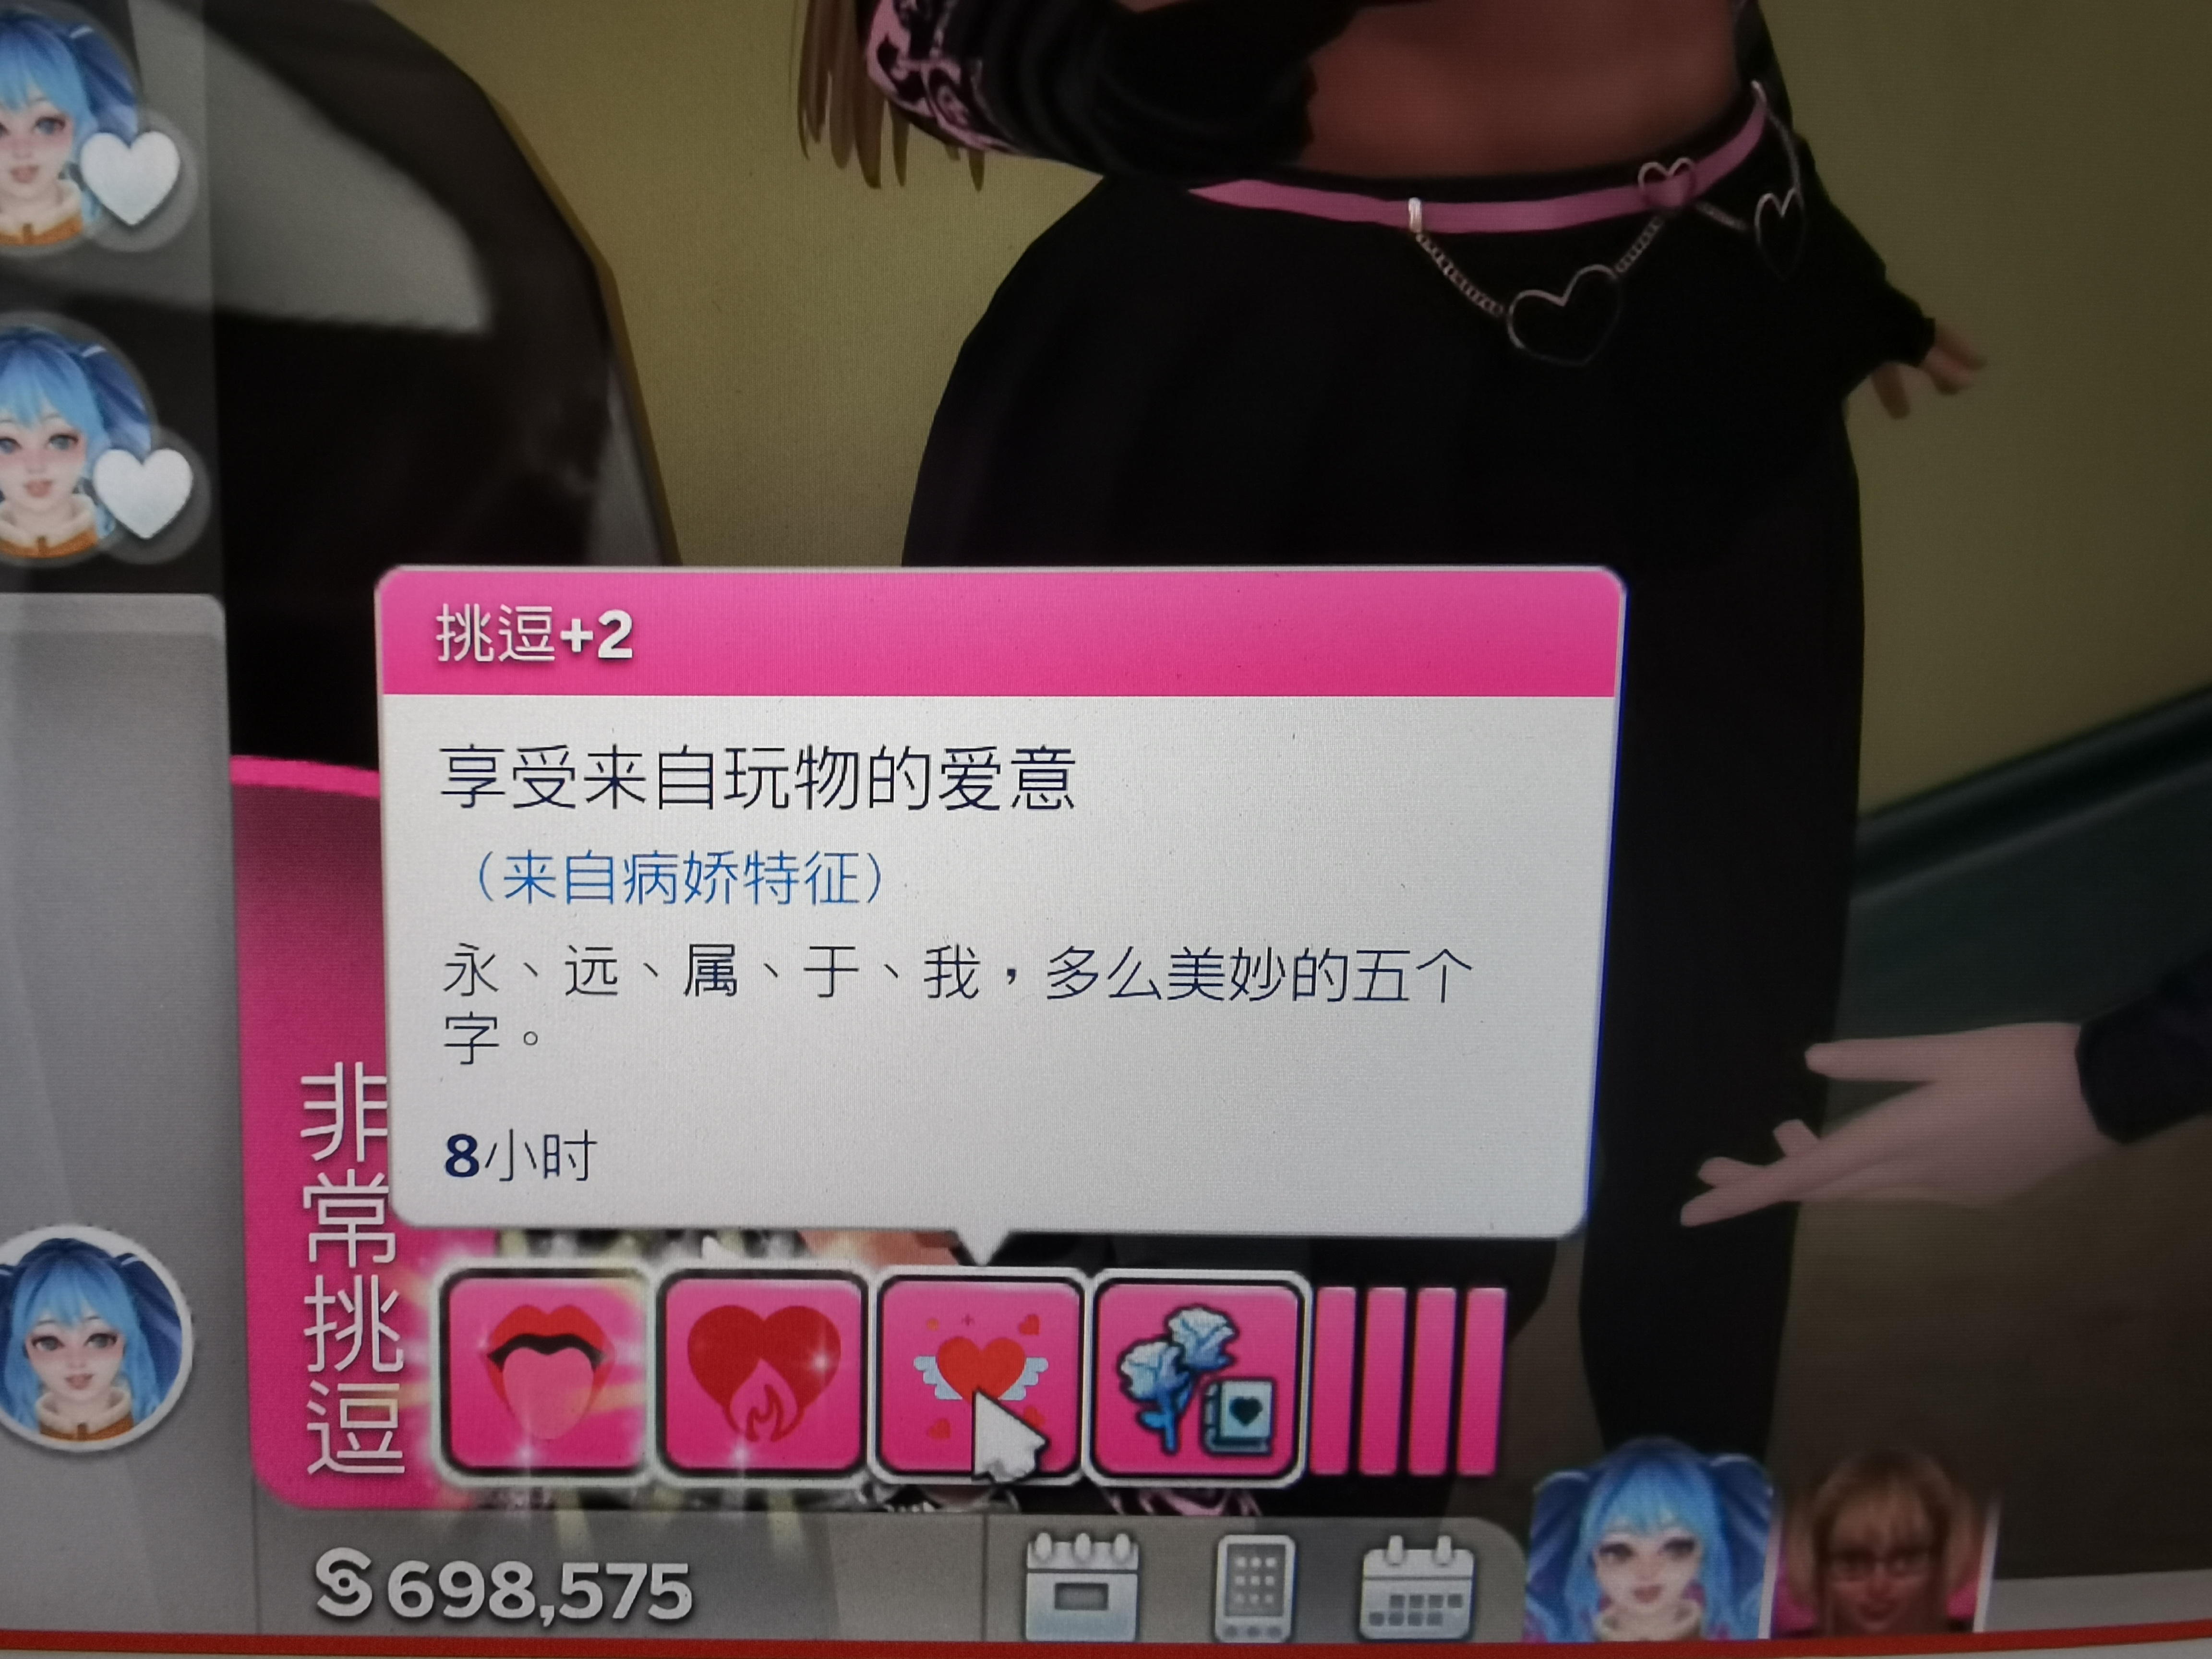 挑逗+2
享受来自玩物的爱意
（来自病娇特征）
永、远、属、于、我，多么美妙的五个
字。
8小时
非常挑逗
698,575